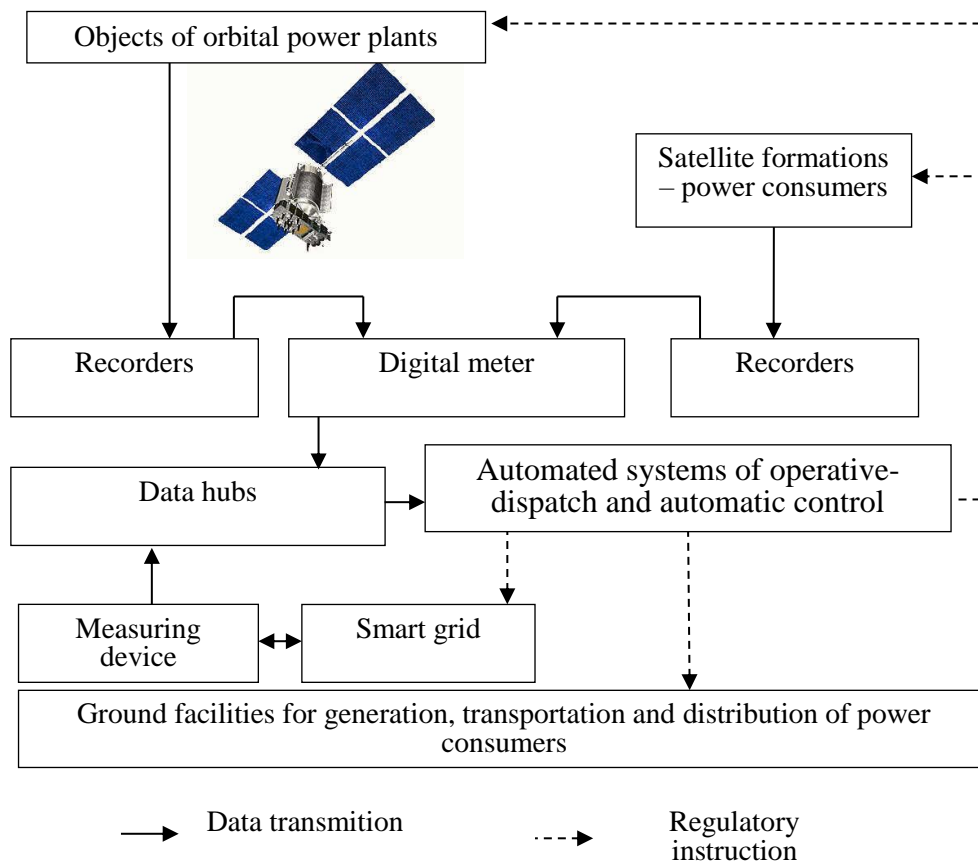 Objects of orbital power plants
Satellite formations
– power consumers
Recorders
Digital meter
Recorders
Data hubs
Automated systems of operative-
dispatch and automatic control
Measuring
device
Smart grid
Ground facilities for generation, transportation and distribution of power
consumers
Data transmition
Regulatory
instruction